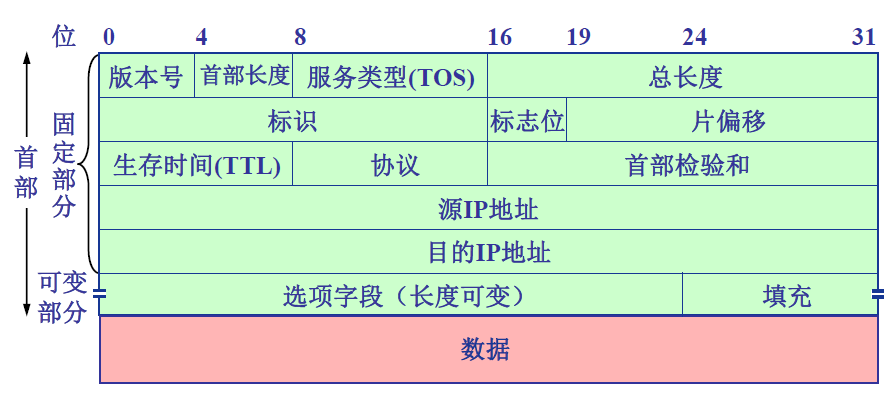 位 0 4 8 16 19 24 31
版本号 首部长度 服务类型(TOS) 总长度
标识 标志位 片偏移
生存时间(TTL) 协议 首部检验和
源IP地址
目的IP地址
选项字段（长度可变） 填充
数据
首部
固定部分
可变
部分